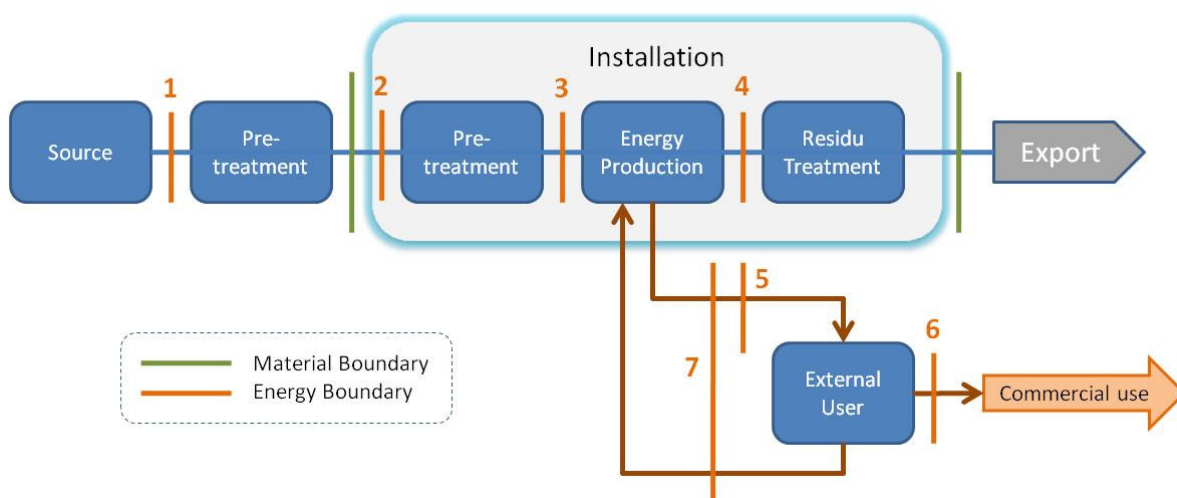 Installation
1
2
3
4
Source
Pre-
treatment
Pre-
treatment
Energy
Production
Residu
Treatment
Export
5
6
7
Material Boundary
Energy Boundary
External
User
Commercial use